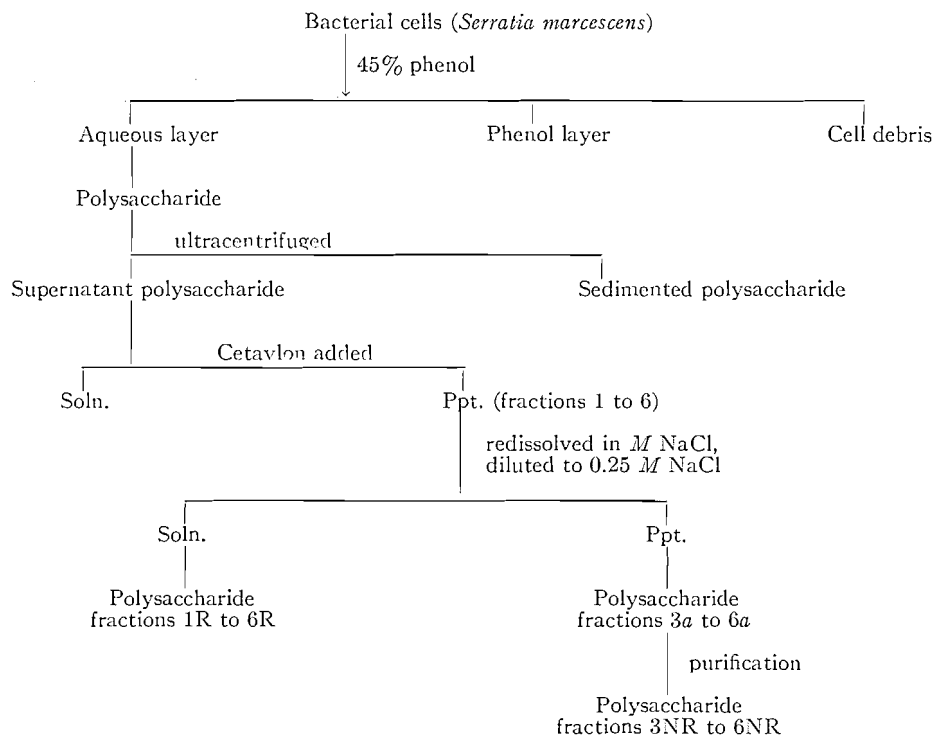 Bacterial cells (Serratia marcescens)
45% phenol
Aqueous layer
Phenol layer
Cell debris
Polysaccharide
ultracentrifuged
Supernatant polysaccharide
Sedimented polysaccharide
Cetavlon added
Soln.
Ppt. (fractions 1 to 6)
redissolved in M NaCl,
diluted to 0.25 M NaCl
Soln.
Ppt.
Polysaccharide
fractions 1R to 6R
Polysaccharide
fractions 3a to 6a
purification
Polysaccharide
fractions 3NR to 6NR